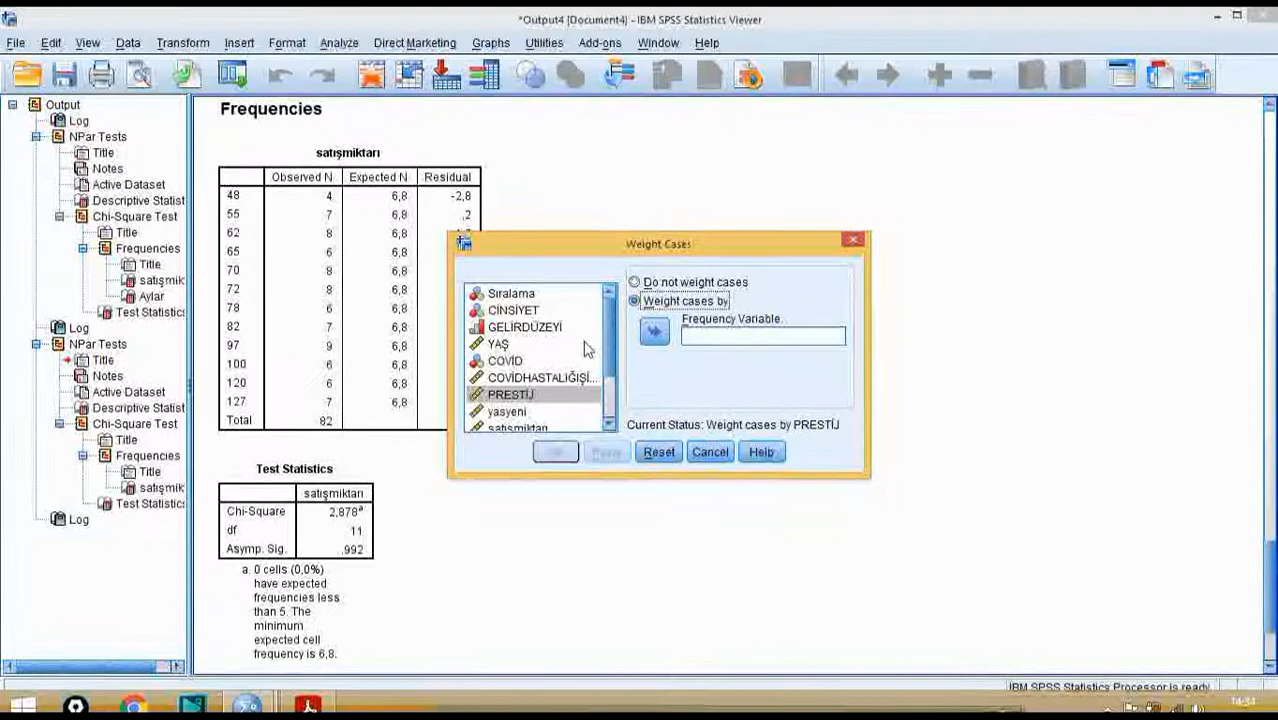 *Output4 [Document4] - IBM SPSS Statistics Viewer
File Edit View Data Transform Insert Format Analyze Direct Marketing Graphs Utilities Add-ons Window Help
Output
Log
NPar Tests
Title
Notes
Active Dataset
Descriptive Statist
Chi-Square Test
Title
Frequencies
Title
satışmik
Aylar
Test Statistics
Log
NPar Tests
Title
Notes
Active Dataset
Descriptive Statist
Chi-Square Test
Title
Frequencies
Title
satışmik
Test Statistics
Log
Frequencies
satışmiktarı
Observed N Expected N Residual
48 4 6,8 -2,8
55 7 6,8 ,2
62 8 6,8
65 6 6,8
70 8 6,8
72 8 6,8
78 6 6,8
82 7 6,8
97 9 6,8
100 6 6,8
120 6 6,8
127 7 6,8
Total 82
Test Statistics
satışmiktarı
Chi-Square 2,878a
df 11
Asymp. Sig. ,992
a. 0 cells (0,0%)
have expected
frequencies less
than 5. The
minimum
expected cell
frequency is 6,8.
Weight Cases
Sıralama
CİNSİYET
GELİRDÜZEYİ
YAŞ
COVİD
COVİDHASTALIĞIŞİ...
PRESTİJ
yasyeni
satışmiktarı
Do not weight cases
Weight cases by
Frequency Variable:
Current Status: Weight cases by PRESTİJ
Reset Cancel Help
IBM SPSS Statistics Processor is ready